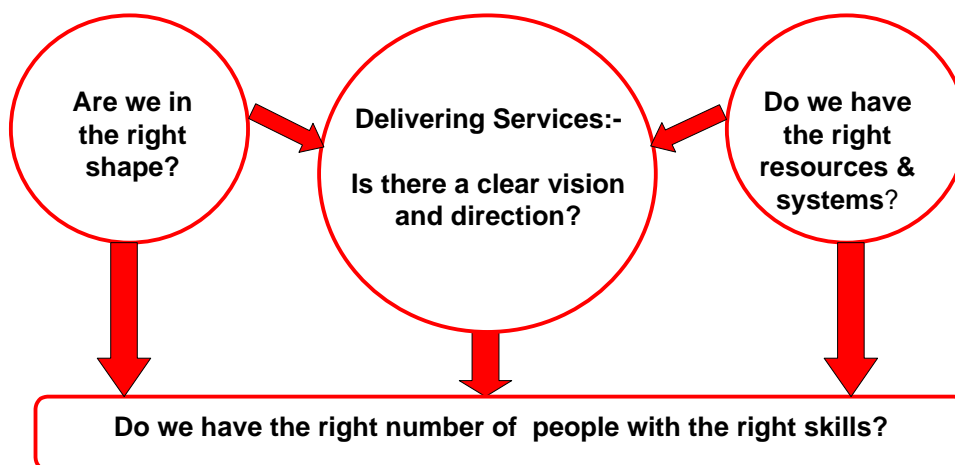 Are we in
the right
shape?
Delivering Services:-
Is there a clear vision
and direction?
Do we have
the right
resources &
systems?
Do we have the right number of  people with the right skills?